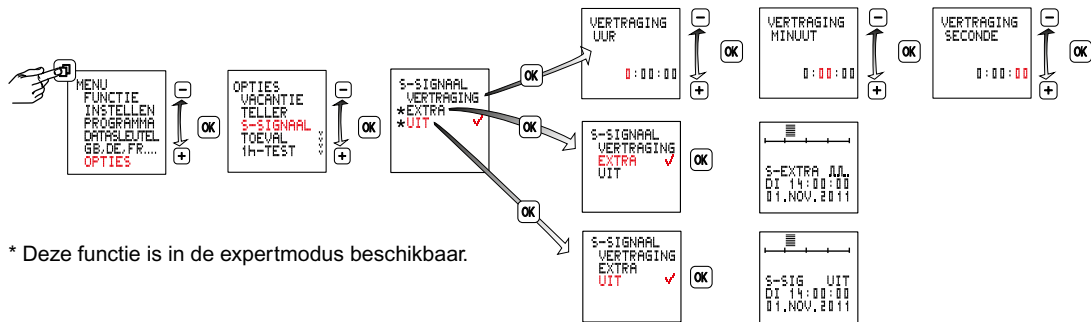 MENU
FUNCTIE
INSTELLEN
PROGRAMMA
DATASLEUTEL
GB,DE,FR....
OPTIES
−
OK
+
OPTIES
VACANTIE
TELLER
S-SIGNAAL
TOEVAL
1h-TEST
−
OK
+
S-SIGNAAL
VERTRAGING
*EXTRA
*UIT ✓
OK
OK
OK
VERTRAGING
UUR
0:00:00
−
OK
+
VERTRAGING
MINUUT
0:00:00
−
OK
+
VERTRAGING
SECONDE
0:00:00
−
OK
+
S-SIGNAAL
VERTRAGING
EXTRA ✓
UIT
OK
S-EXTRA
DI 14:00:00
01.NOV.2011
S-SIGNAAL
VERTRAGING
EXTRA
UIT ✓
OK
S-SIG UIT
DI 14:00:00
01.NOV.2011
* Deze functie is in de expertmodus beschikbaar.